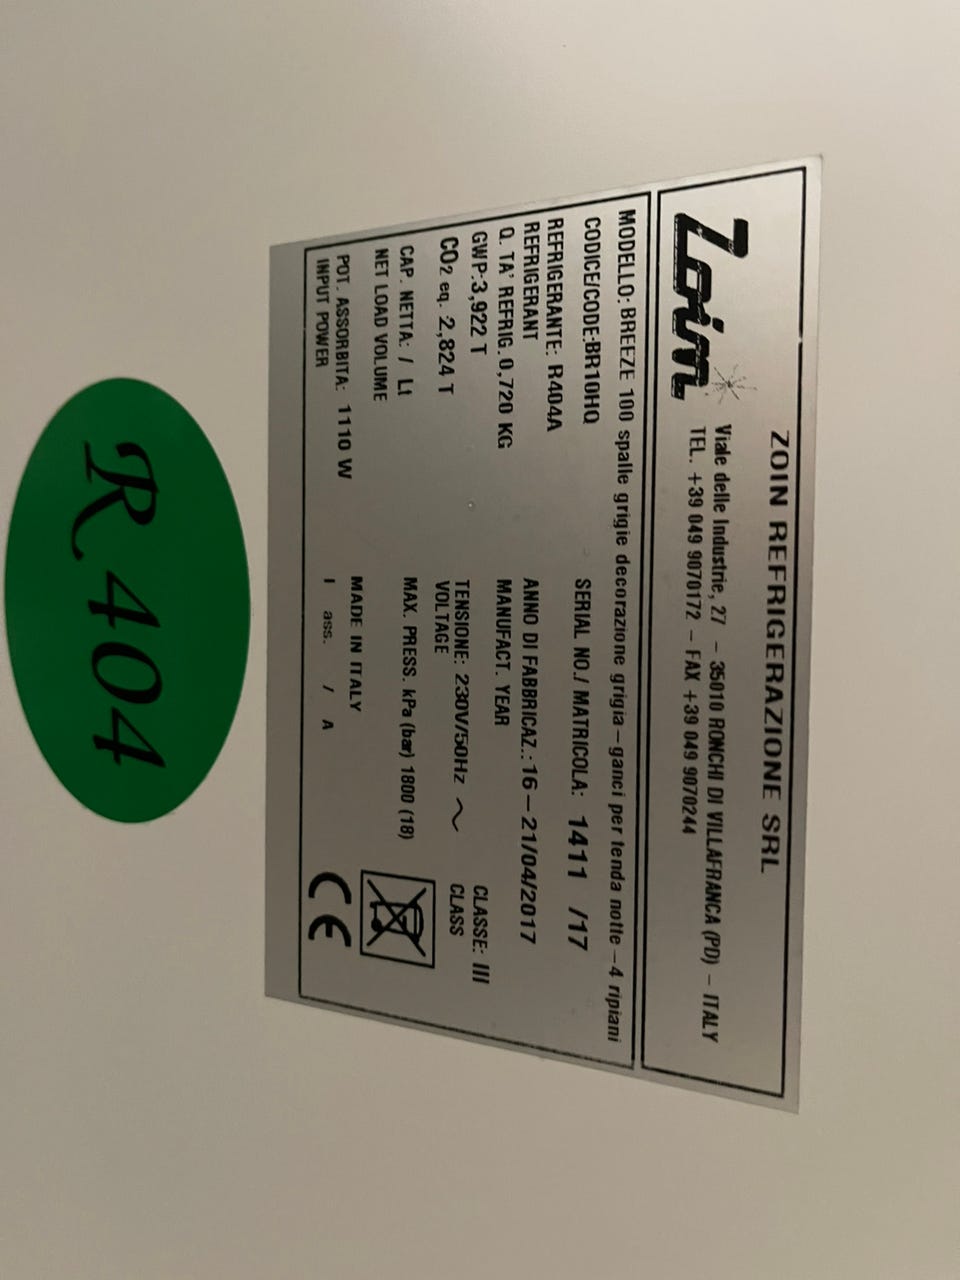 Zoin
ZOIN REFRIGERAZIONE SRL
Viale delle Industrie, 27 – 35010 RONCHI DI VILLAFRANCA (PD) – ITALY
TEL. +39 049 9070172 – FAX +39 049 9070244
MODELLO: BREEZE 100 spalle grigie decorazione grigia – ganci per tenda notte – 4 ripiani
CODICE/CODE:BR10HQ
SERIAL NO./ MATRICOLA: 1411 /17
REFRIGERANTE: R404A
REFRIGERANT
ANNO DI FABBRICAZ.: 16–21/04/2017
MANUFACT. YEAR
Q. TA' REFRIG. 0,720 KG
GWP:3,922 T
TENSIONE: 230V/50Hz ~
VOLTAGE
CLASSE: III
CLASS
CO2 eq. 2,824 T
CAP. NETTA: / Lt
NET LOAD VOLUME
MAX. PRESS. kPa (bar) 1800 (18)
POT. ASSORBITA: 1110 W
INPUT POWER
MADE IN ITALY
I ass. / A
CE
R 404